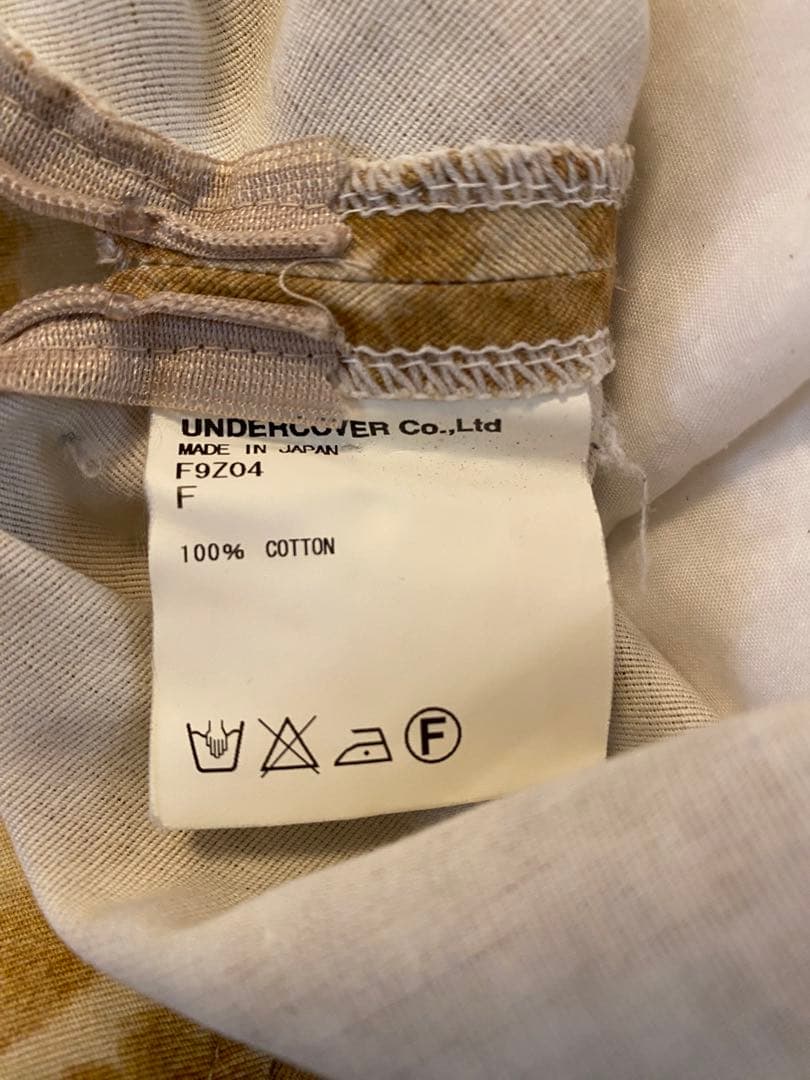 UNDERCOVER Co.,Ltd
MADE IN JAPAN
F9Z04
F
100% COTTON
F